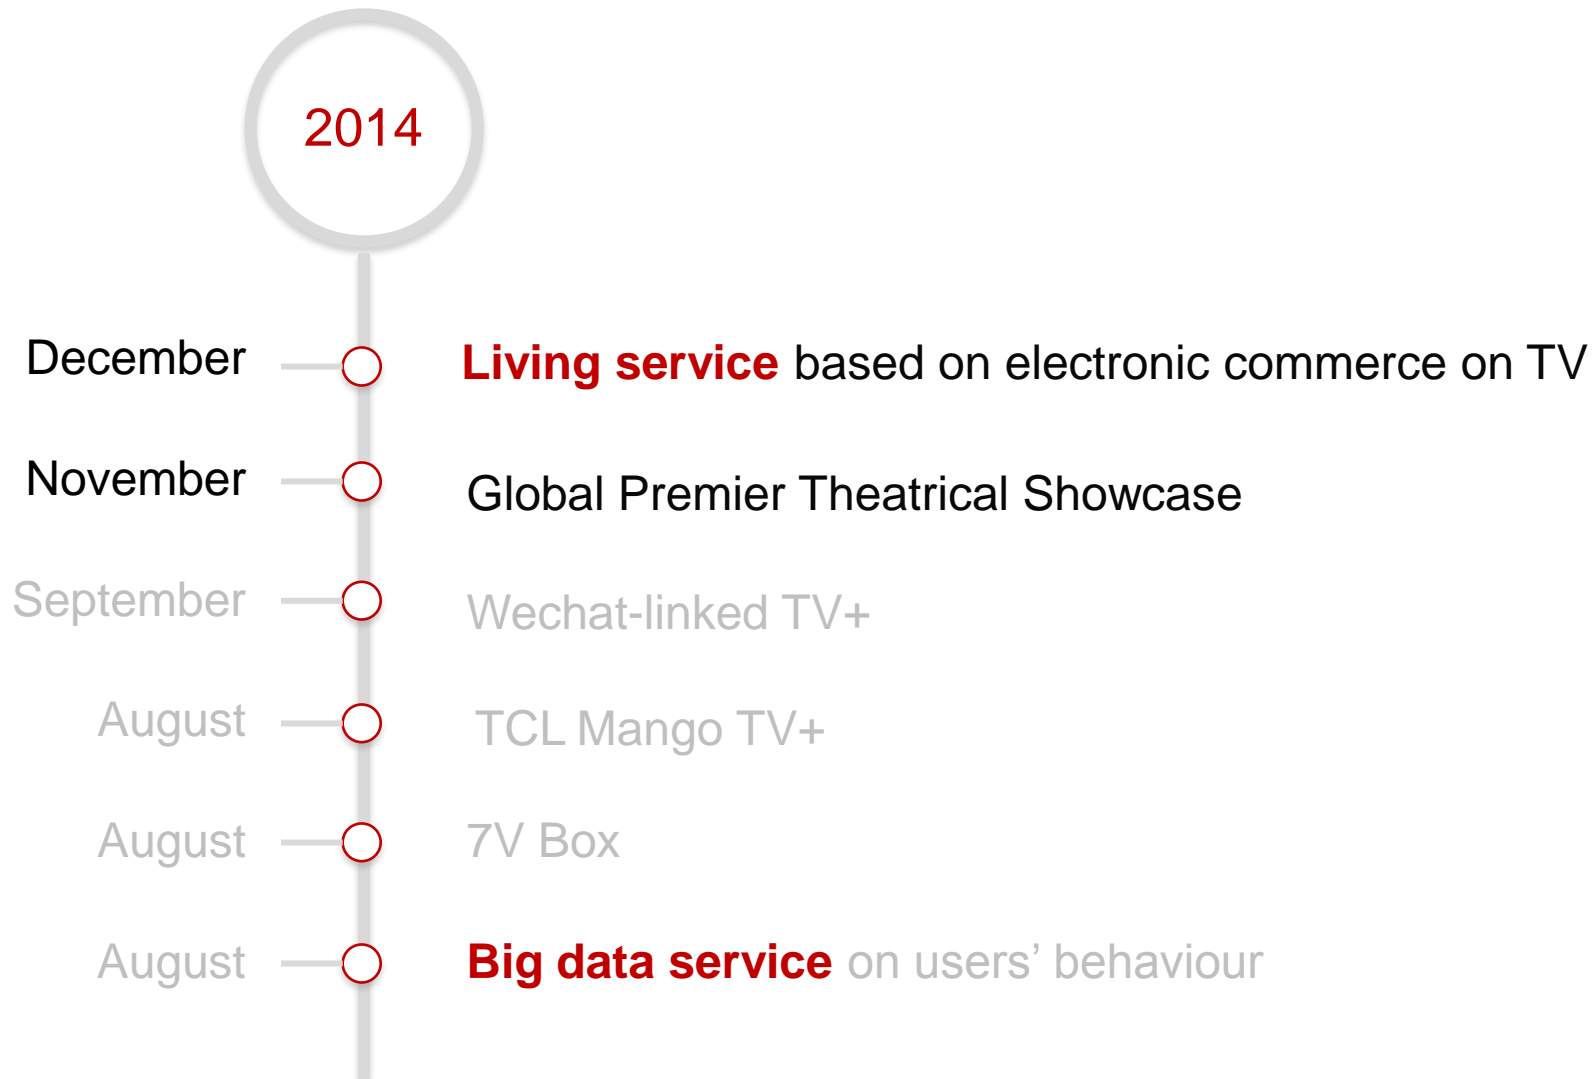 2014
December
Living service based on electronic commerce on TV
November
Global Premier Theatrical Showcase
September
Wechat-linked TV+
August
TCL Mango TV+
August
7V Box
August
Big data service on users’ behaviour